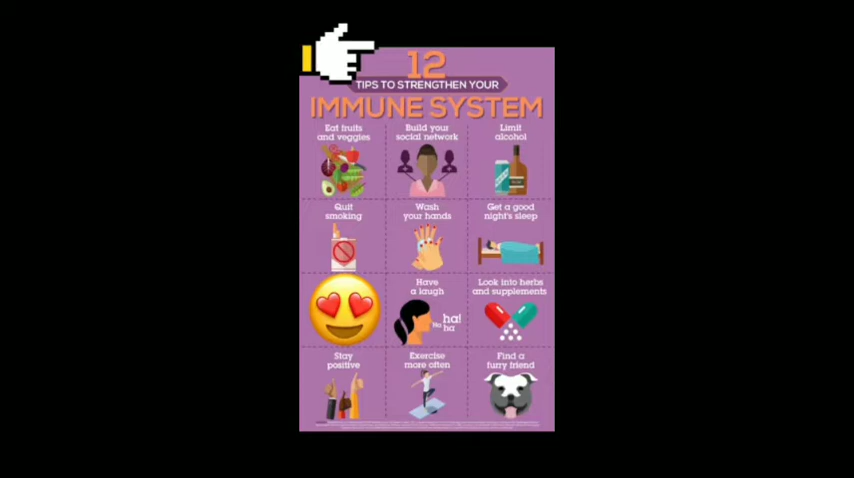 12
TIPS TO STRENGTHEN YOUR
IMMUNE SYSTEM
Eat fruits
and veggies
Build your
social network
Limit
alcohol
Quit
smoking
Wash
your hands
Get a good
night's sleep
Have
a laugh
Ha ha!
ha
Look into herbs
and supplements
Stay
positive
Exercise
more often
Find a
furry friend